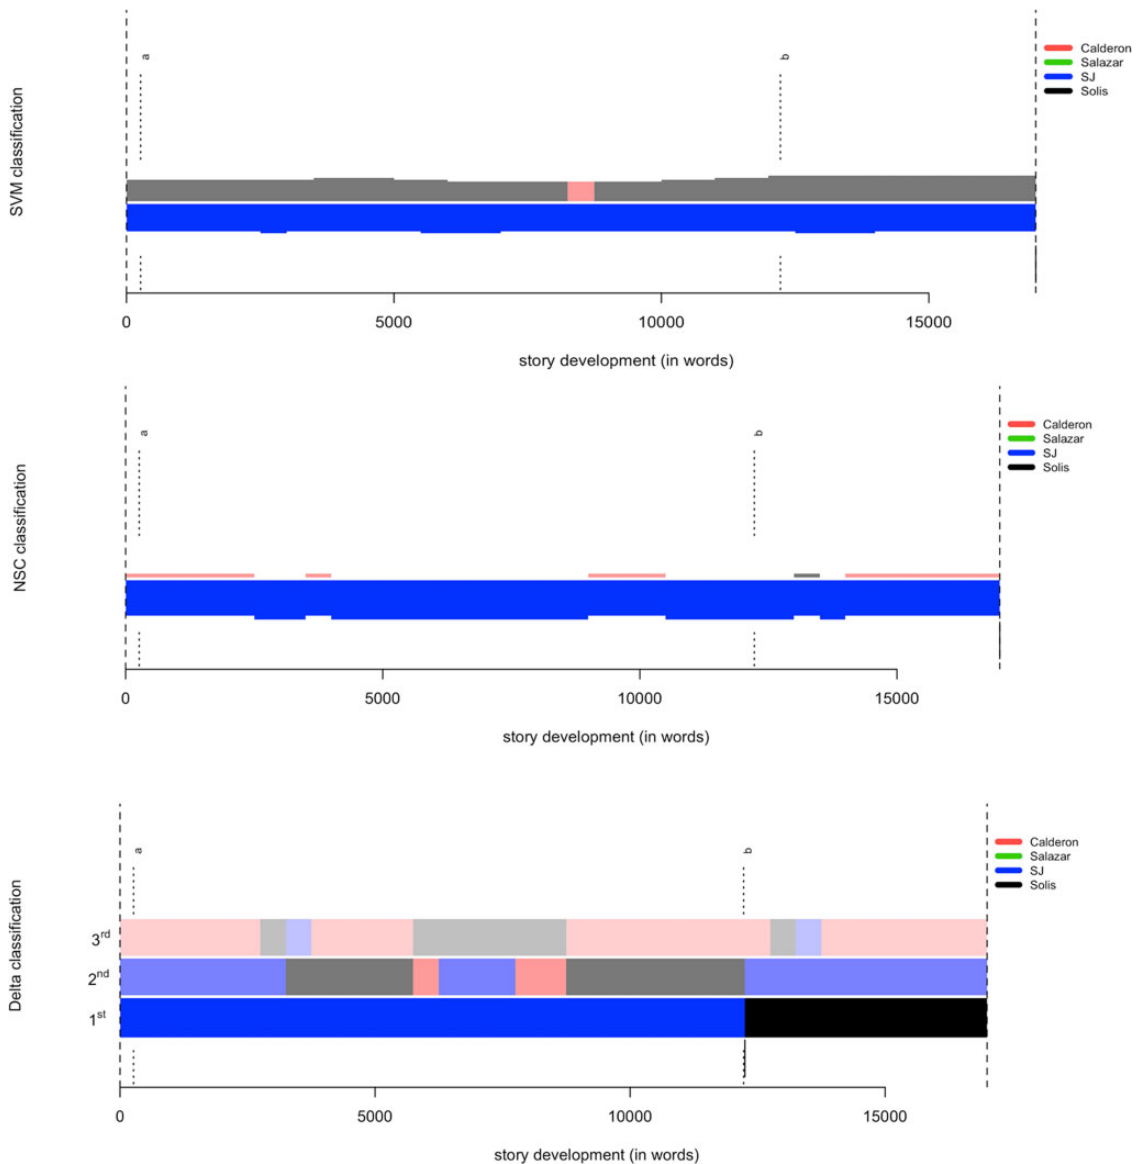 SVM classification
a
b
Calderon
Salazar
SJ
Solis
0 5000 10000 15000
story development (in words)
NSC classification
a
b
Calderon
Salazar
SJ
Solis
0 5000 10000 15000
story development (in words)
Delta classification
a
b
Calderon
Salazar
SJ
Solis
3rd
2nd
1st
0 5000 10000 15000
story development (in words)